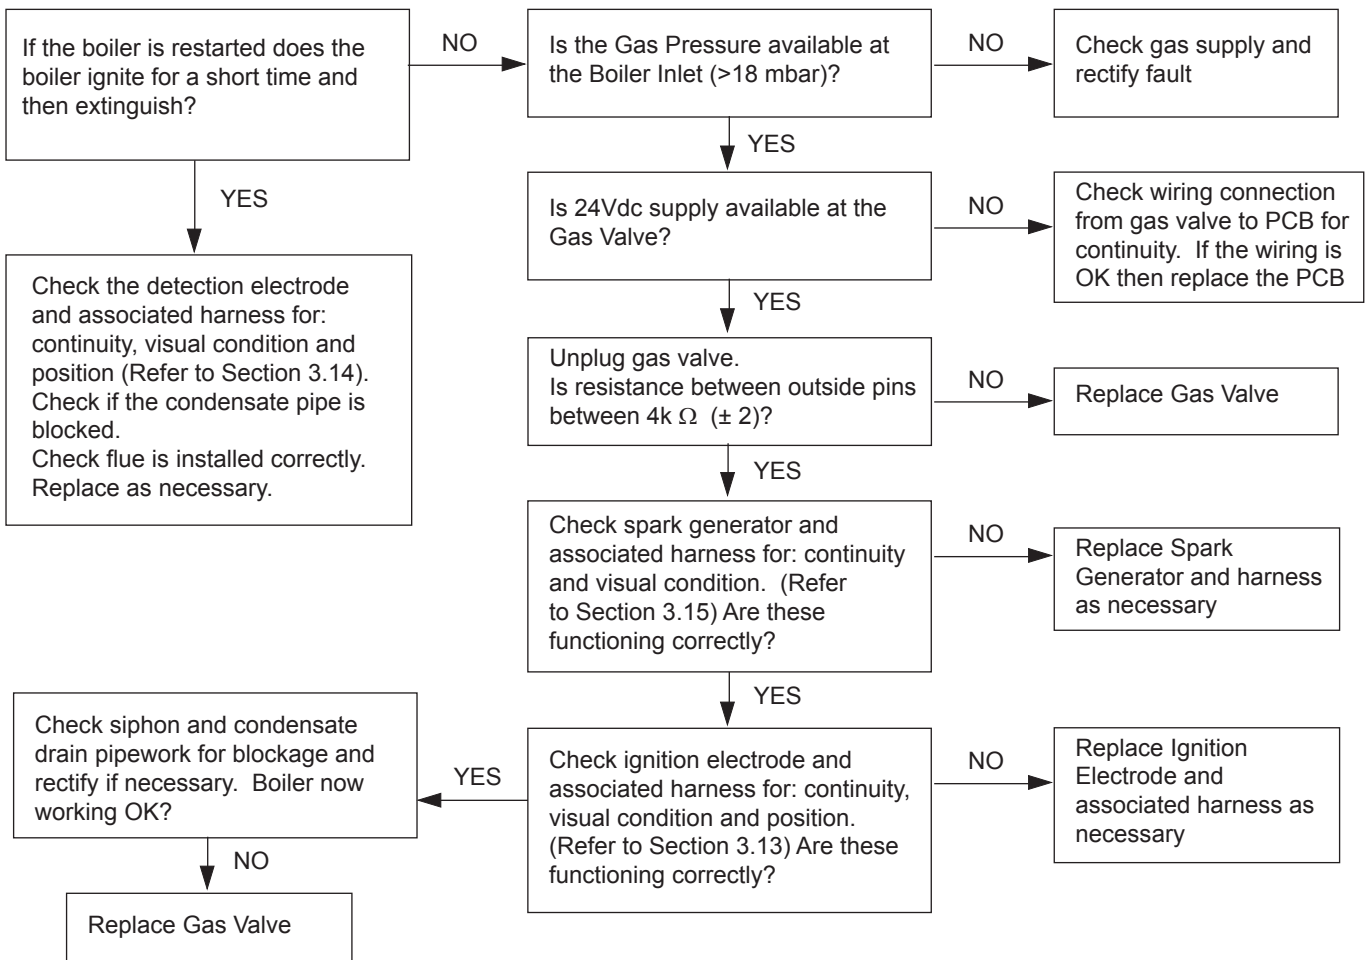 If the boiler is restarted does the
boiler ignite for a short time and
then extinguish?
NO
Is the Gas Pressure available at
the Boiler Inlet (>18 mbar)?
NO
Check gas supply and
rectify fault
YES
YES
Is 24Vdc supply available at the
Gas Valve?
NO
Check wiring connection
from gas valve to PCB for
continuity.  If the wiring is
OK then replace the PCB
Check the detection electrode
and associated harness for:
continuity, visual condition and
position (Refer to Section 3.14).
Check if the condensate pipe is
blocked.
Check flue is installed correctly.
Replace as necessary.
YES
Unplug gas valve.
Is resistance between outside pins
between 4k Ω  (± 2)?
NO
Replace Gas Valve
YES
Check spark generator and
associated harness for: continuity
and visual condition.  (Refer
to Section 3.15) Are these
functioning correctly?
NO
Replace Spark
Generator and harness
as necessary
YES
Check ignition electrode and
associated harness for: continuity,
visual condition and position.
(Refer to Section 3.13) Are these
functioning correctly?
NO
Replace Ignition
Electrode and
associated harness as
necessary
YES
Check siphon and condensate
drain pipework for blockage and
rectify if necessary.  Boiler now
working OK?
NO
Replace Gas Valve